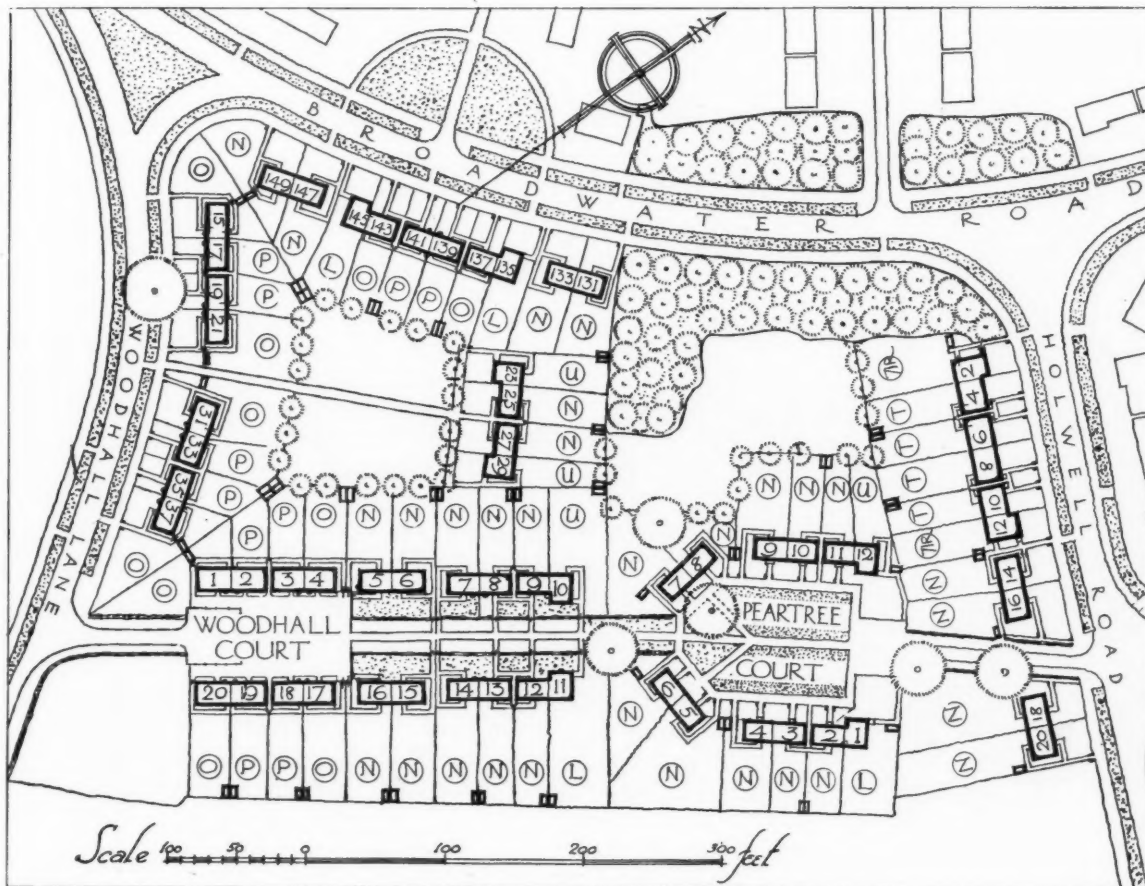 N
BROADWATER ROAD
O N
149 147
145 143
141 139
137 135
133 131
N L O P P O L N N
15 17 19 21
P P O
WOODHALL LANE
HOLWELL ROAD
23 25 27 29
U N N U
31 33 35 37
O P P P
O O
P O N N N N N U
1 2 3 4 5 6 7 8 9 10
WOODHALL
COURT
20 19 18 17 16 15 14 13 12 11
O P P O N N N N N L
N N N N U
9 10 11 12
7 8
N
PEARTREE
COURT
6 5
4 3 2 1
N N N N N L
2 4 6 8 10 12 14 16
T T T T
Z Z
18 20
Z Z
Scale 100 50 0 100 200 300 feet